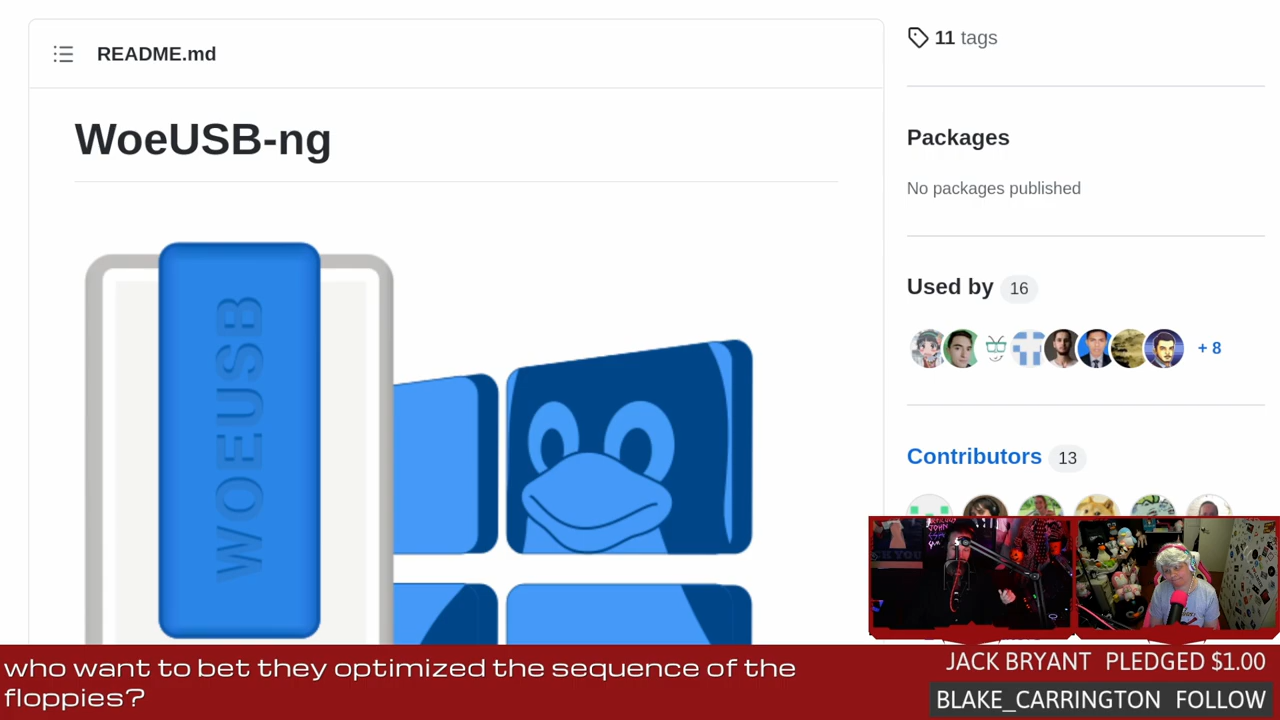 README.md
WoeUSB-ng
WOEUSB
11 tags
Packages
No packages published
Used by 16
+ 8
Contributors 13
who want to bet they optimized the sequence of the
floppies?
JACK BRYANT PLEDGED $1.00
BLAKE_CARRINGTON FOLLOW